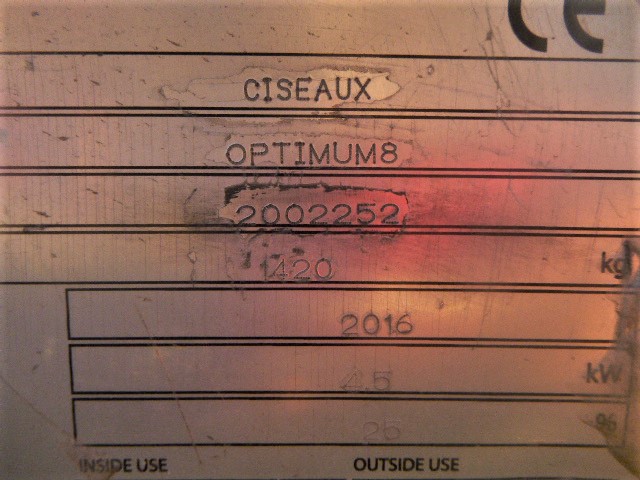 CE
CISEAUX
OPTIMUM8
2002252
1420 kg
2016
4.5 kW
25 %
INSIDE USE OUTSIDE USE